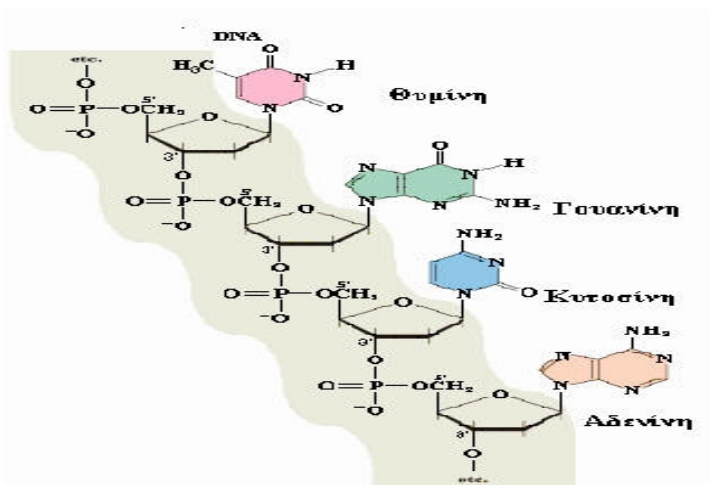 DNA
etc.
O
H₃C
N
H
O
N
O
Θυμίνη
O
O
P
OCH₂
5'
⁻O
O
3'
O
O
P
OCH₂
5'
⁻O
O
3'
N
N
O
N
H
N
NH₂
Γουανίνη
O
O
P
OCH₂
5'
⁻O
O
3'
NH₂
N
N
O
Κυτοσίνη
O
O
P
OCH₂
5'
⁻O
O
3'
O
N
N
NH₂
N
N
Αδενίνη
etc.